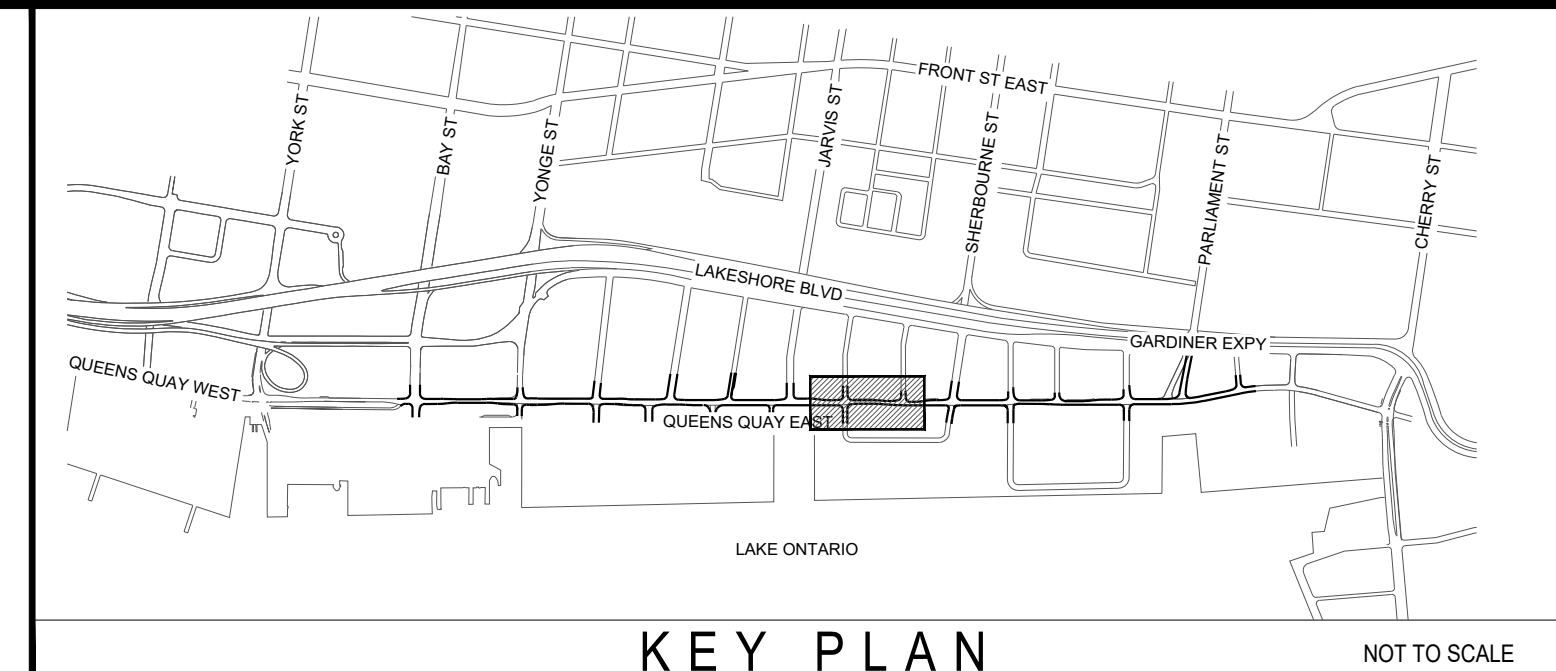 FRONT ST EAST
YORK ST
BAY ST
YONGE ST
JARVIS ST
SHERBOURNE ST
PARLIAMENT ST
CHERRY ST
LAKESHORE BLVD
GARDINER EXPY
QUEENS QUAY WEST
QUEENS QUAY EAST
LAKE ONTARIO
KEY PLAN
NOT TO SCALE